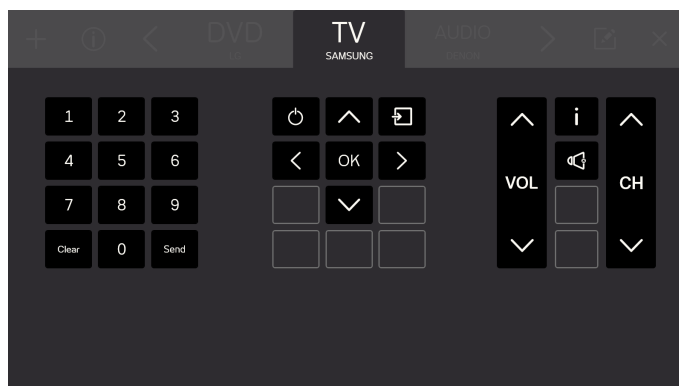 DVD
TV
SAMSUNG
AUDIO
1 2 3
4 5 6
7 8 9
Clear 0 Send
OK
i
VOL
CH